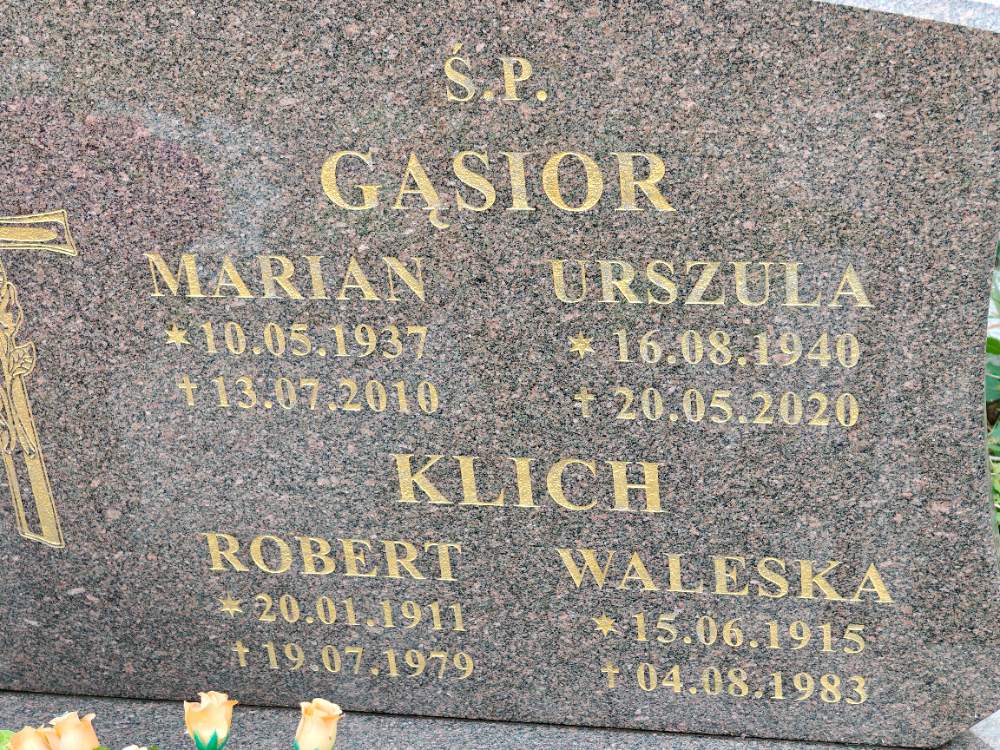 Ś.P.
GĄSIOR
MARIAN URSZULA
* 10.05.1937 * 16.08.1940
† 13.07.2010 † 20.05.2020
KLICH
ROBERT WALESKA
* 20.01.1911 * 15.06.1915
† 19.07.1979 † 04.08.1983